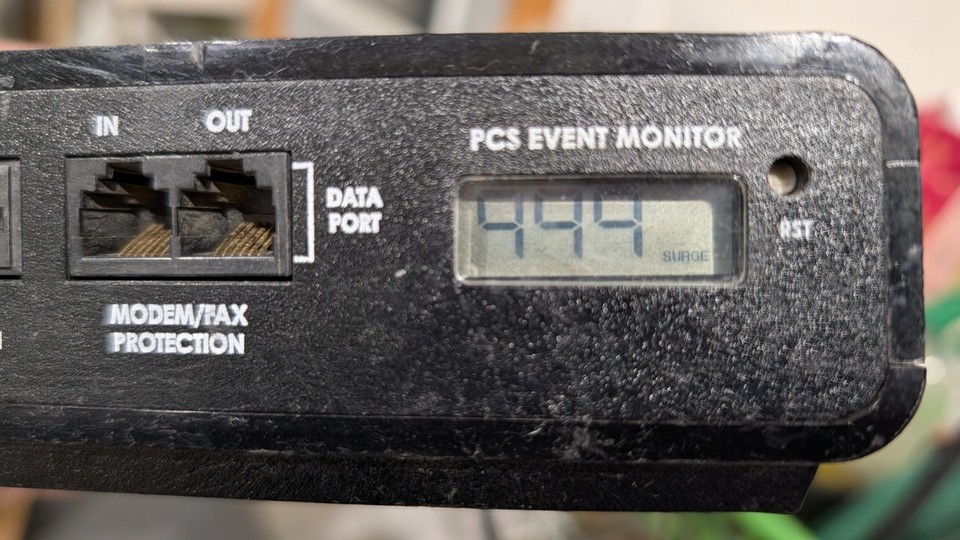 IN OUT
PCS EVENT MONITOR
DATA
PORT
444
SURGE
RST
MODEM/FAX
PROTECTION